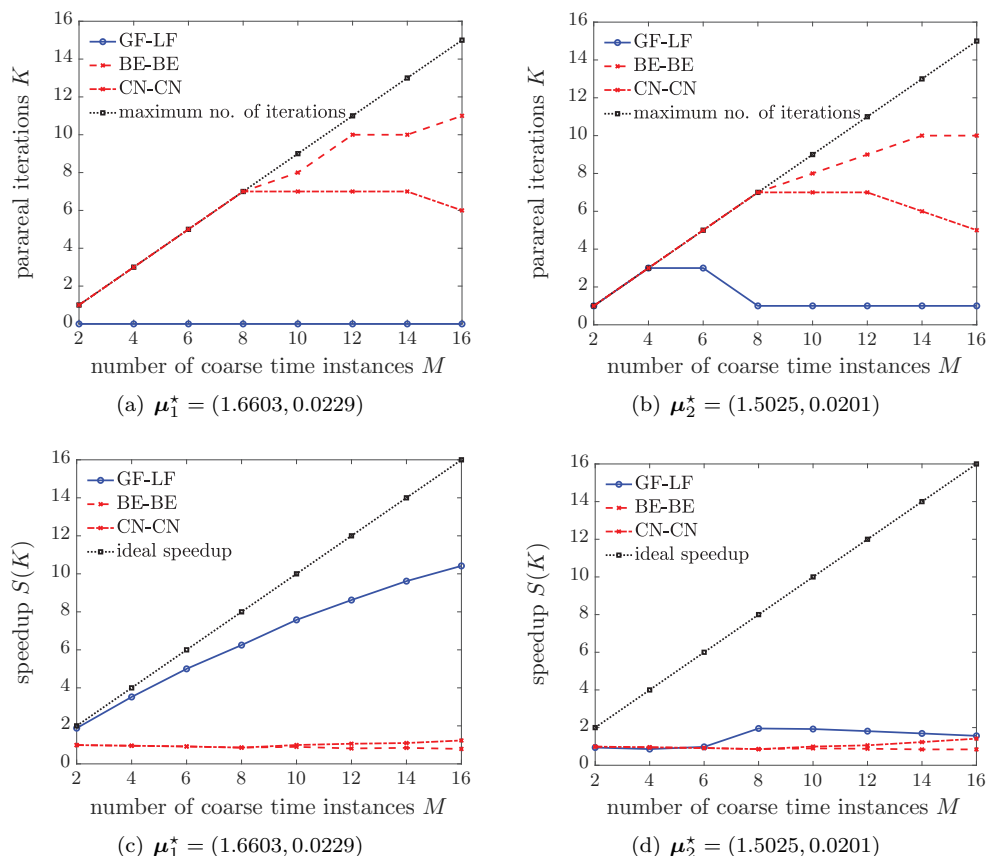 16
14
12
10
8
6
4
2
0
parareal iterations K
GF-LF
BE-BE
CN-CN
maximum no. of iterations
2 4 6 8 10 12 14 16
number of coarse time instances M
(a) μ₁⋆ = (1.6603, 0.0229)
16
14
12
10
8
6
4
2
0
parareal iterations K
GF-LF
BE-BE
CN-CN
maximum no. of iterations
2 4 6 8 10 12 14 16
number of coarse time instances M
(b) μ₂⋆ = (1.5025, 0.0201)
16
14
12
10
8
6
4
2
0
speedup S(K)
GF-LF
BE-BE
CN-CN
ideal speedup
2 4 6 8 10 12 14 16
number of coarse time instances M
(c) μ₁⋆ = (1.6603, 0.0229)
16
14
12
10
8
6
4
2
0
speedup S(K)
GF-LF
BE-BE
CN-CN
ideal speedup
2 4 6 8 10 12 14 16
number of coarse time instances M
(d) μ₂⋆ = (1.5025, 0.0201)